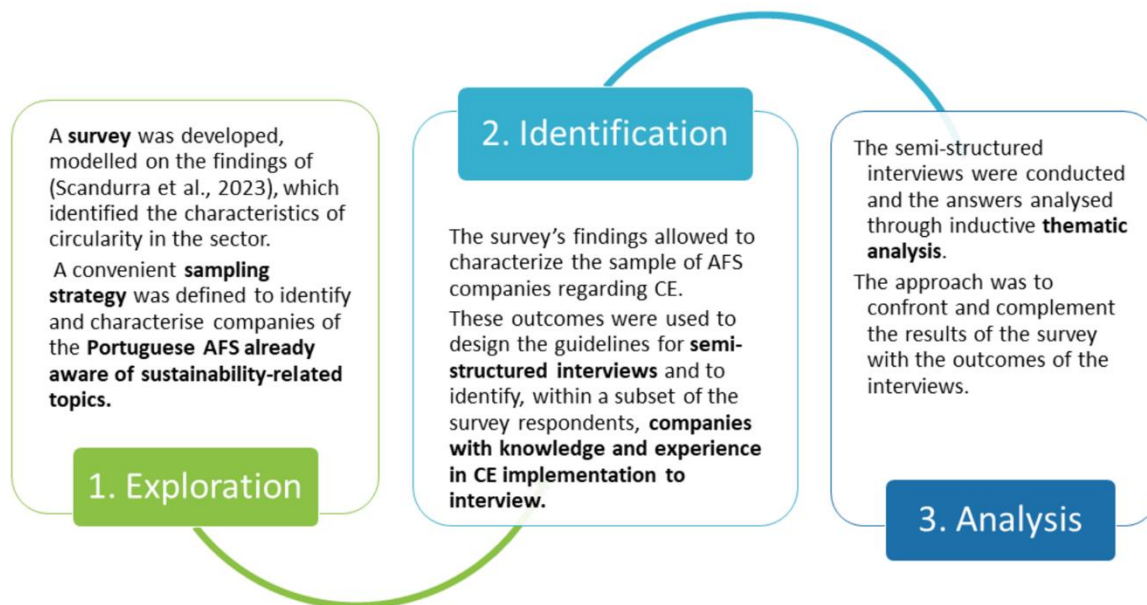 A survey was developed,
modelled on the findings of
(Scandurra et al., 2023), which
identified the characteristics of
circularity in the sector.
A convenient sampling
strategy was defined to identify
and characterise companies of
the Portuguese AFS already
aware of sustainability-related
topics.
1. Exploration
2. Identification
The survey's findings allowed to
characterize the sample of AFS
companies regarding CE.
These outcomes were used to
design the guidelines for semi-
structured interviews and to
identify, within a subset of the
survey respondents, companies
with knowledge and experience
in CE implementation to
interview.
The semi-structured
interviews were conducted
and the answers analysed
through inductive thematic
analysis.
The approach was to
confront and complement
the results of the survey
with the outcomes of the
interviews.
3. Analysis